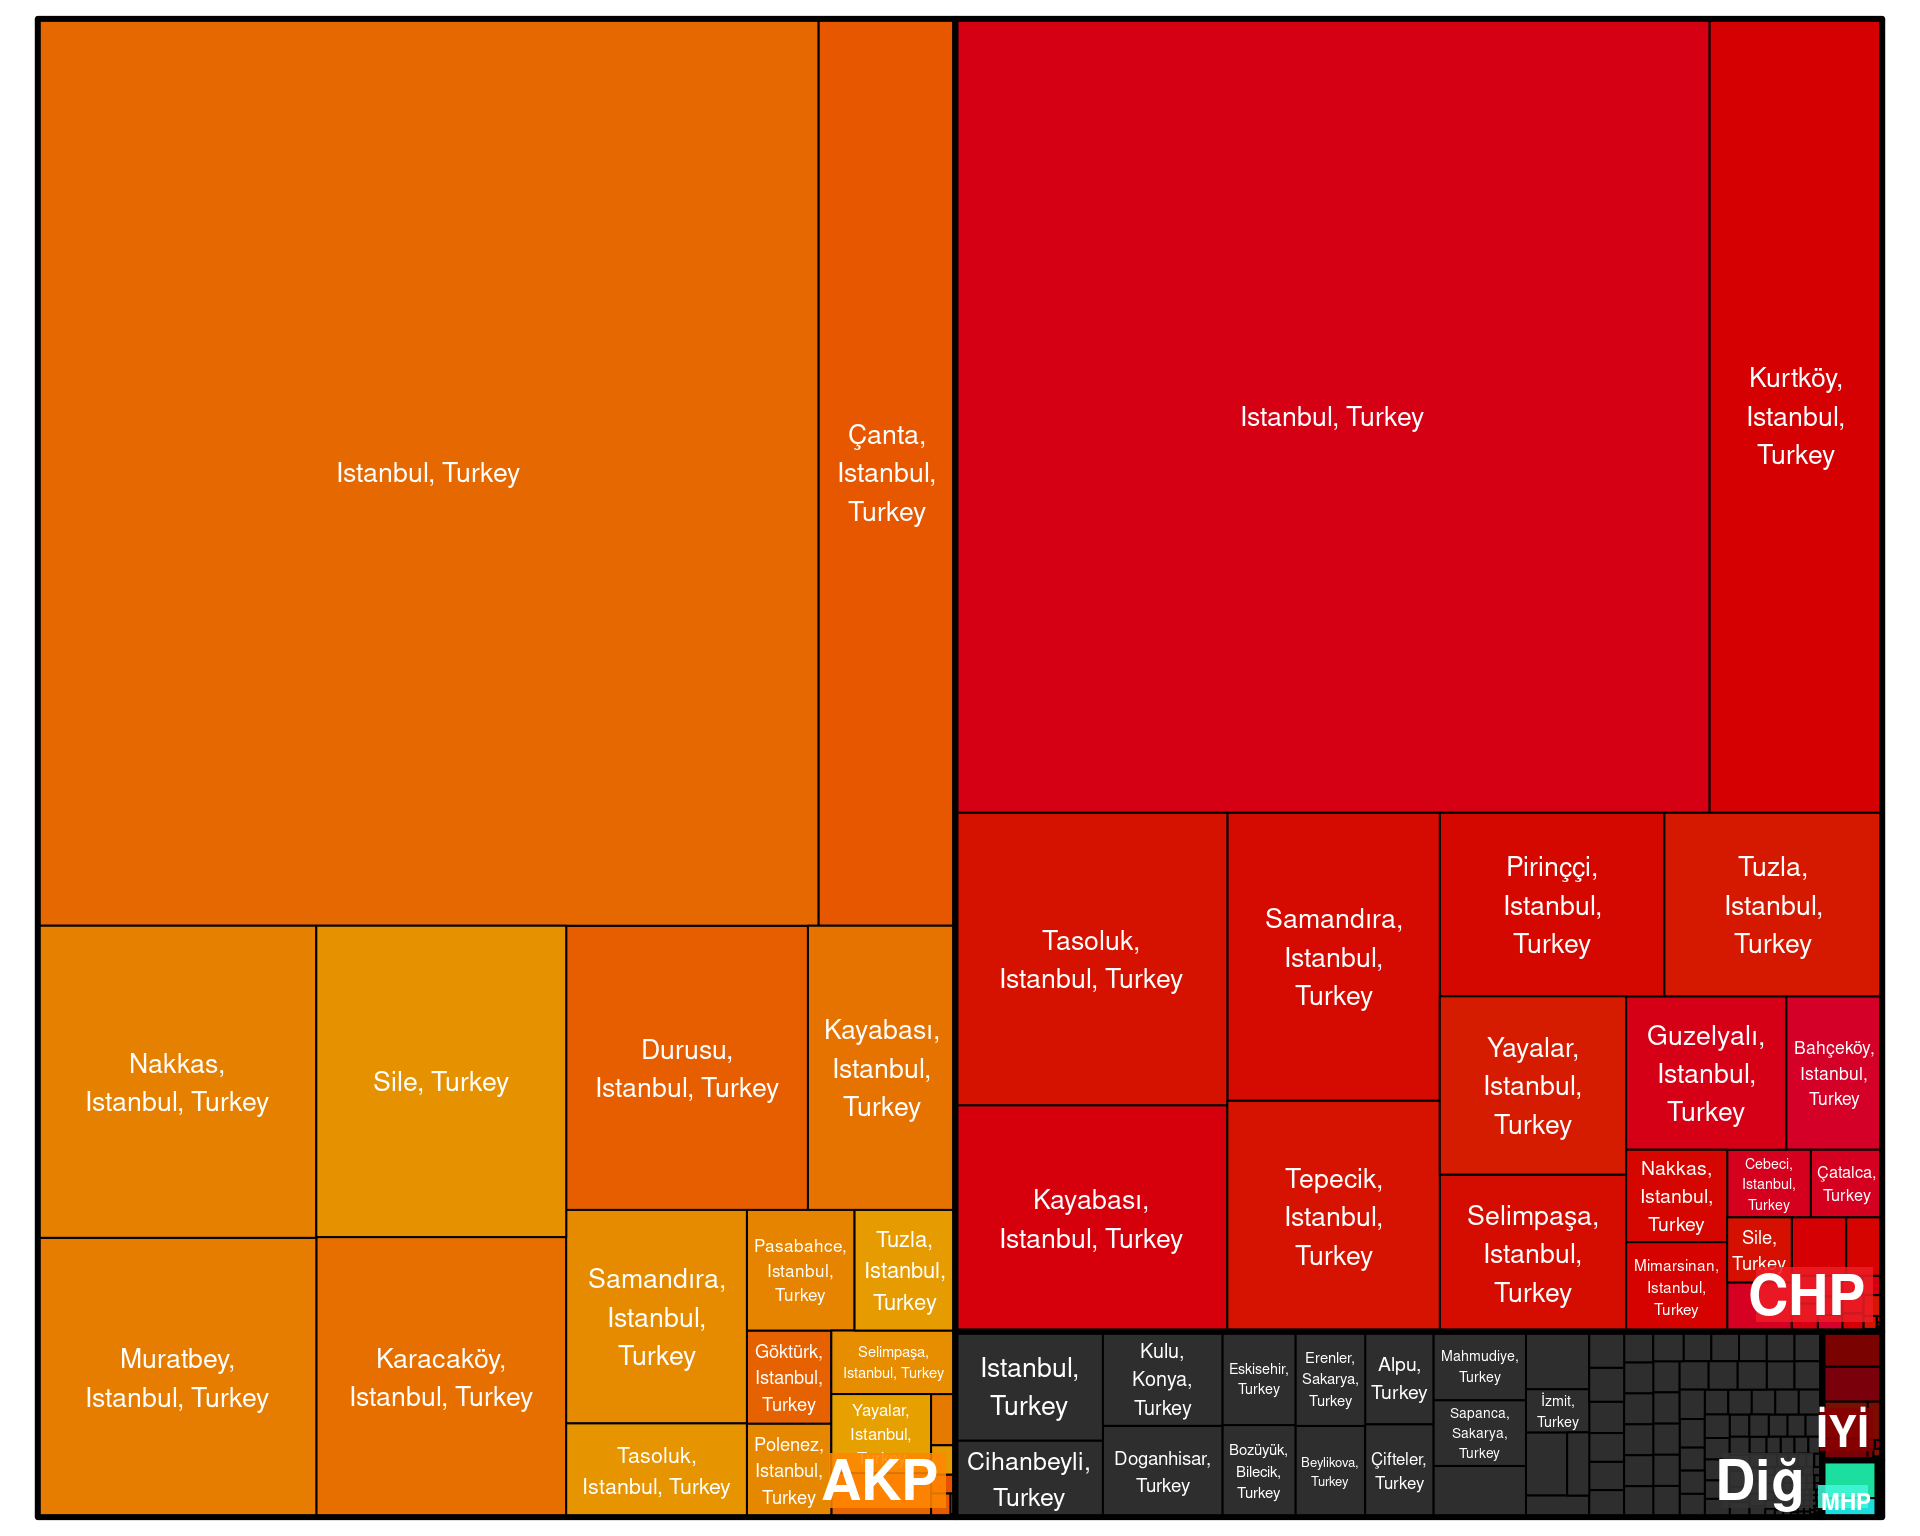 Istanbul, Turkey
Çanta,
Istanbul,
Turkey
Nakkas,
Istanbul, Turkey
Sile, Turkey
Durusu,
Istanbul, Turkey
Kayabası,
Istanbul,
Turkey
Muratbey,
Istanbul, Turkey
Karacaköy,
Istanbul, Turkey
Samandıra,
Istanbul,
Turkey
Pasabahce,
Istanbul,
Turkey
Tuzla,
Istanbul,
Turkey
Göktürk,
Istanbul,
Turkey
Selimpaşa,
Istanbul, Turkey
Tasoluk,
Istanbul, Turkey
Polenez,
Istanbul,
Turkey
Yayalar,
Istanbul,
AKP
Istanbul, Turkey
Kurtköy,
Istanbul,
Turkey
Tasoluk,
Istanbul, Turkey
Samandıra,
Istanbul,
Turkey
Pirinççi,
Istanbul,
Turkey
Tuzla,
Istanbul,
Turkey
Kayabası,
Istanbul, Turkey
Tepecik,
Istanbul,
Turkey
Yayalar,
Istanbul,
Turkey
Selimpaşa,
Istanbul,
Turkey
Guzelyalı,
Istanbul,
Turkey
Bahçeköy,
Istanbul,
Turkey
Nakkas,
Istanbul,
Turkey
Cebeci,
Istanbul,
Turkey
Çatalca,
Turkey
Mimarsinan,
Istanbul,
Turkey
Sile,
Turkey
CHP
Istanbul,
Turkey
Cihanbeyli,
Turkey
Kulu,
Konya,
Turkey
Doganhisar,
Turkey
Eskisehir,
Turkey
Bozüyük,
Bilecik,
Turkey
Erenler,
Sakarya,
Turkey
Beylikova,
Turkey
Alpu,
Turkey
Çifteler,
Turkey
Mahmudiye,
Turkey
Sapanca,
Sakarya,
Turkey
İzmit,
Turkey
Diğ
İYİ
MHP